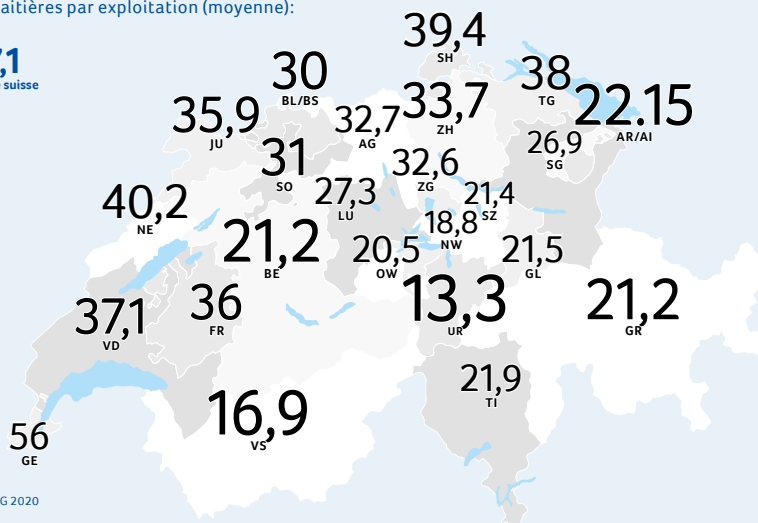 aitières par exploitation (moyenne):
,1
suisse
39,4
SH
30
BL/BS
38
TG
35,9
JU
32,7
AG
33,7
ZH
22.15
AR/AI
26,9
SG
31
SO
32,6
ZG
27,3
LU
21,4
SZ
40,2
NE
18,8
NW
21,2
BE
20,5
OW
21,5
GL
37,1
VD
36
FR
13,3
UR
21,2
GR
21,9
TI
16,9
VS
56
GE
G 2020